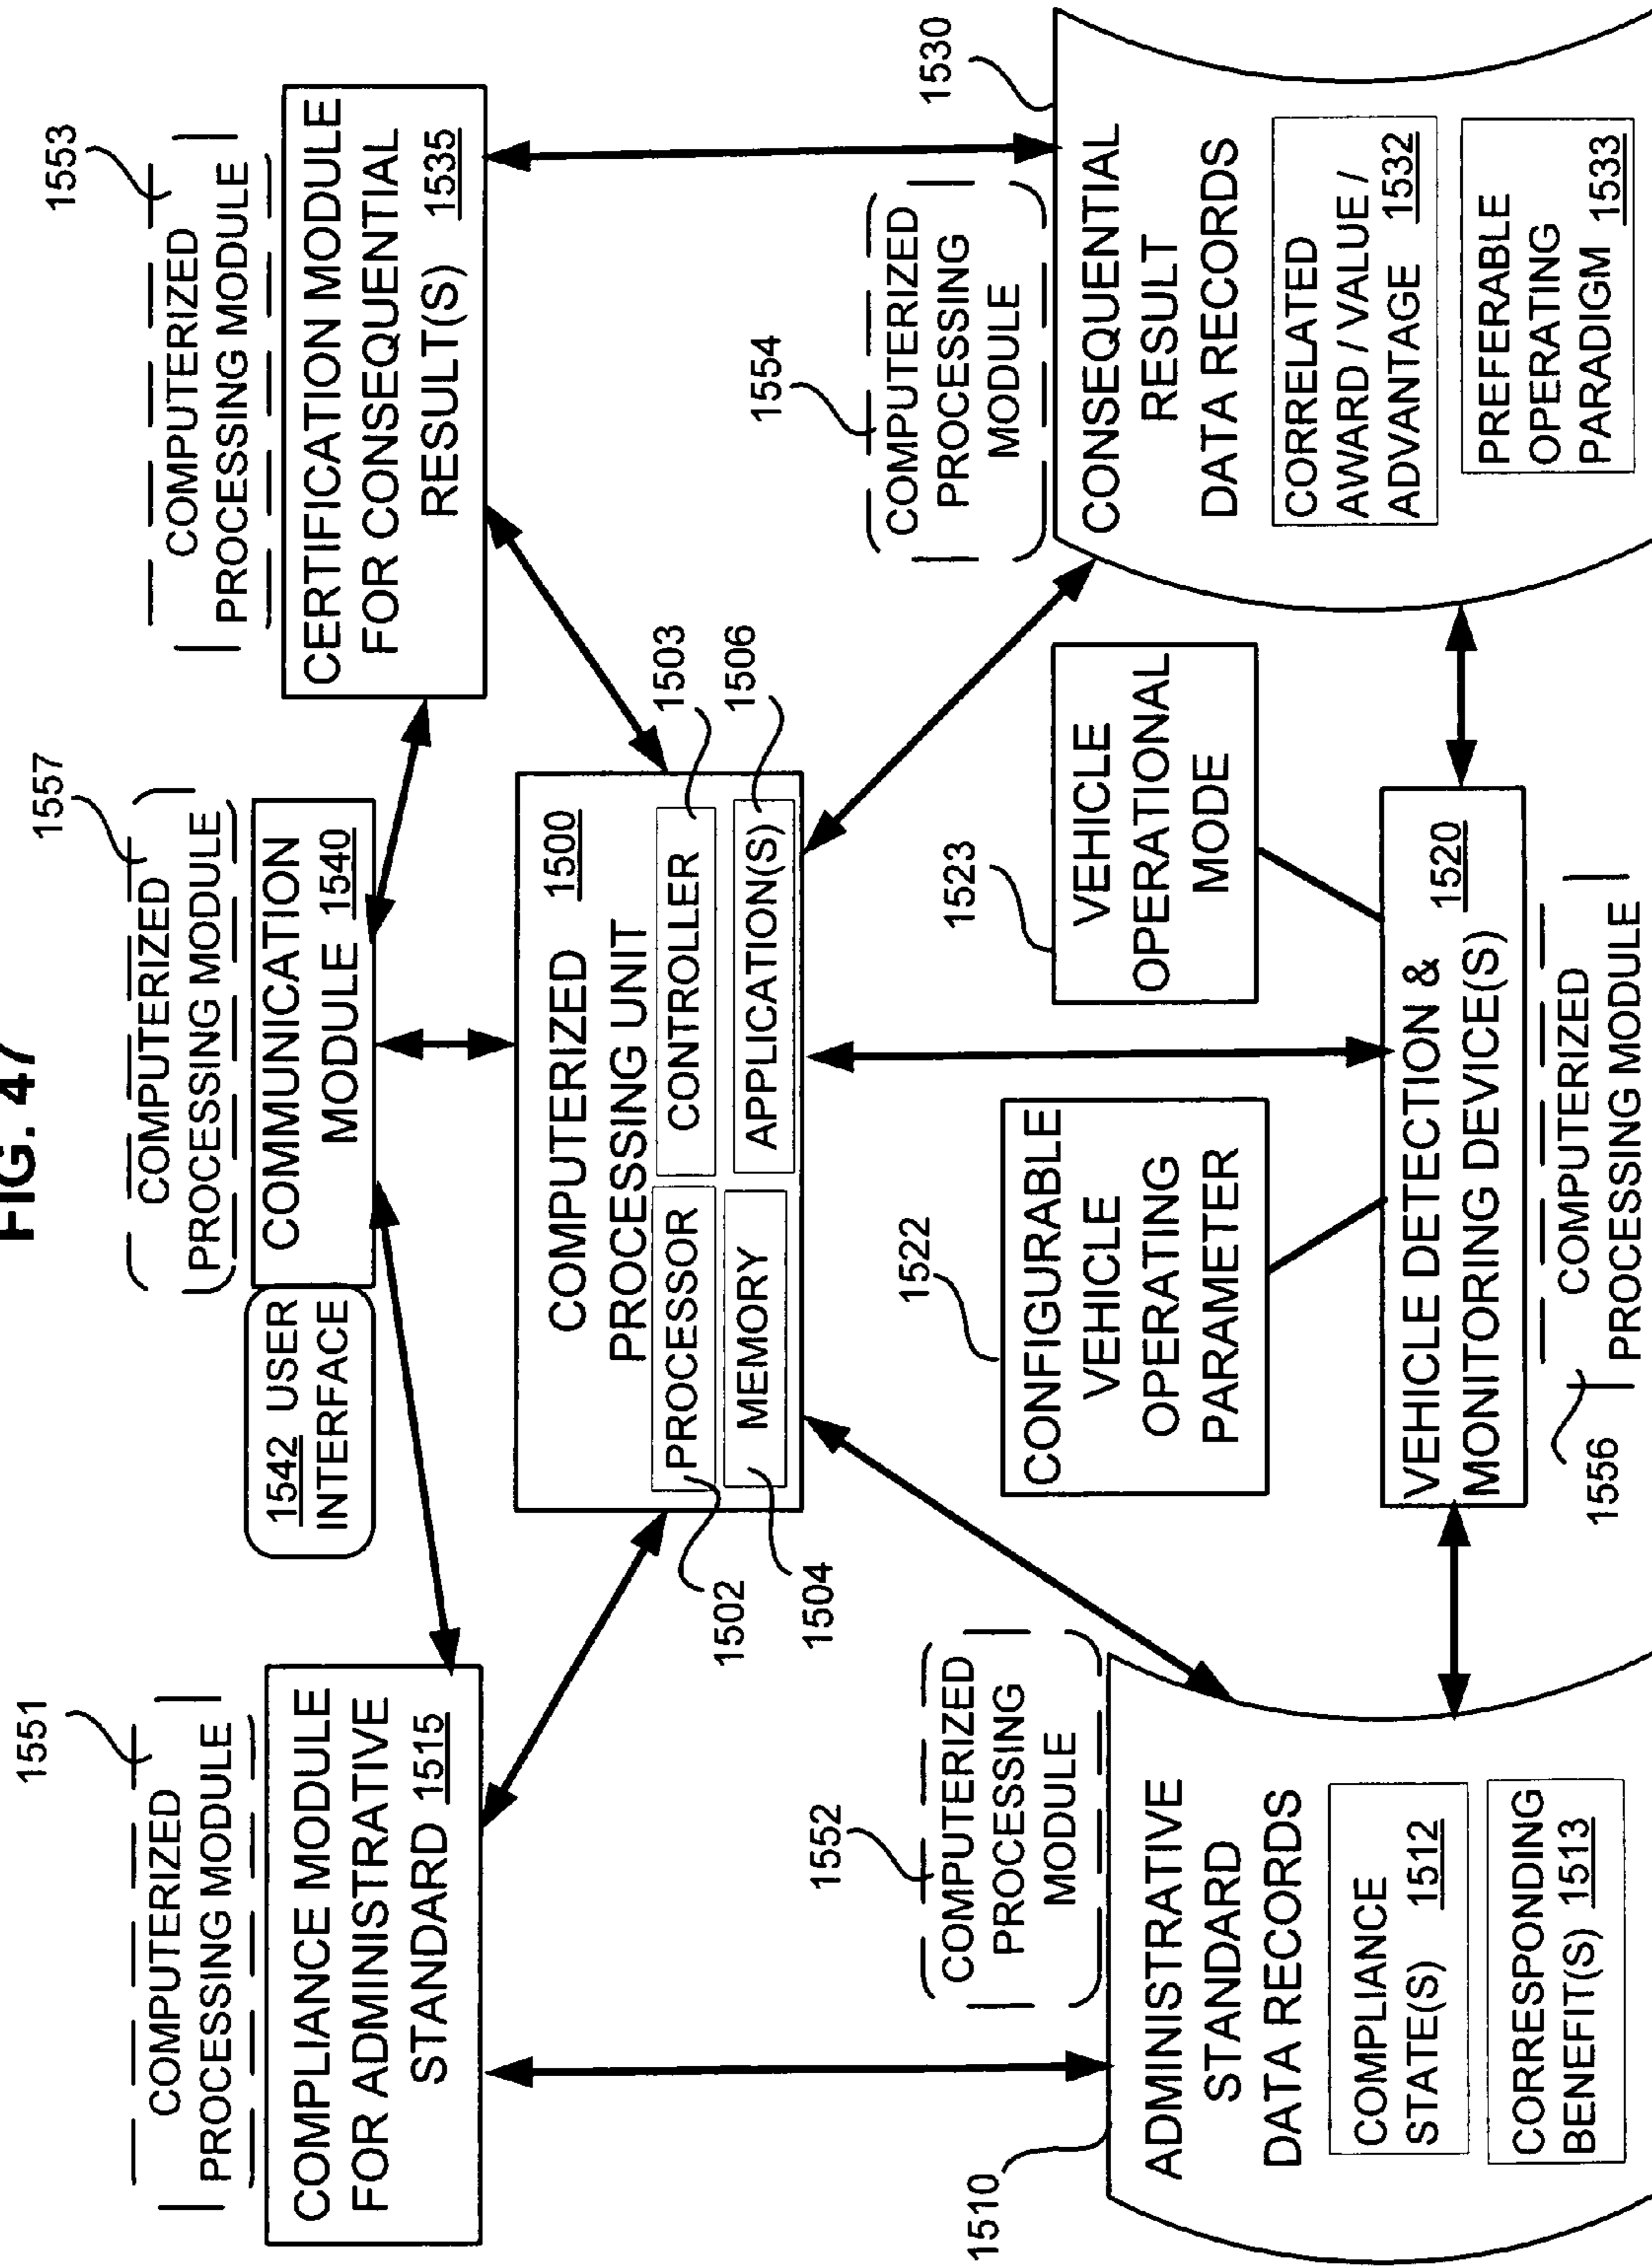 FIG. 47
1551
COMPUTERIZED
PROCESSING MODULE
COMPLIANCE MODULE
FOR ADMINISTRATIVE
STANDARD 1515
1557
COMPUTERIZED
PROCESSING MODULE
1542 USER
INTERFACE
COMMUNICATION
MODULE 1540
1553
COMPUTERIZED
PROCESSING MODULE
CERTIFICATION MODULE
FOR CONSEQUENTIAL
RESULT(S) 1535
COMPUTERIZED 1500
PROCESSING UNIT
PROCESSOR
CONTROLLER
MEMORY
APPLICATION(S)
1502
1504
1503
1506
1552
COMPUTERIZED
PROCESSING
MODULE
1510
ADMINISTRATIVE
STANDARD
DATA RECORDS
COMPLIANCE
STATE(S) 1512
CORRESPONDING
BENEFIT(S) 1513
1522
CONFIGURABLE
VEHICLE
OPERATING
PARAMETER
1523
VEHICLE
OPERATIONAL
MODE
VEHICLE DETECTION & 1520
MONITORING DEVICE(S)
1556
COMPUTERIZED
PROCESSING MODULE
1554
COMPUTERIZED
PROCESSING
MODULE
1530
CONSEQUENTIAL
RESULT
DATA RECORDS
CORRELATED
AWARD / VALUE /
ADVANTAGE 1532
PREFERABLE
OPERATING
PARADIGM 1533